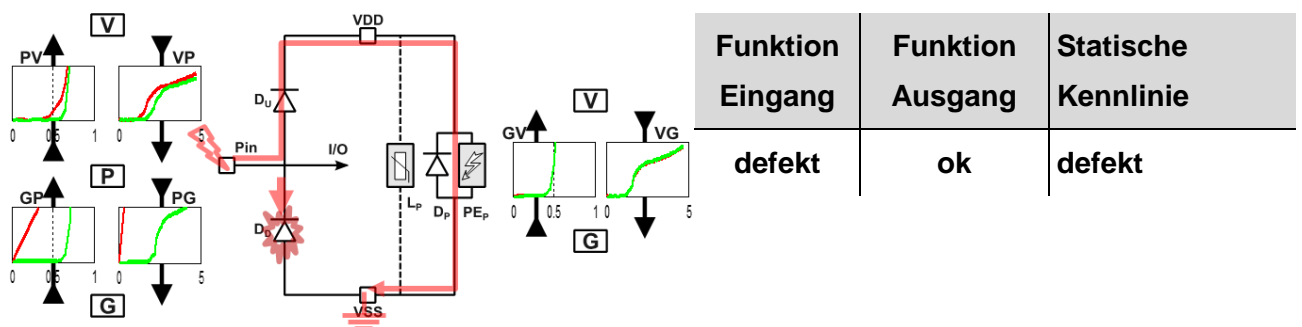 V
PV
VP
0
0.5
1
0
5
P
GP
PG
0
0.5
1
0
5
G
VDD
DU
Pin
I/O
DD
LP
DP
PEP
VSS
V
GV
VG
0
0.5
1
0
5
G
Funktion Eingang
Funktion Ausgang
Statische Kennlinie
defekt
ok
defekt